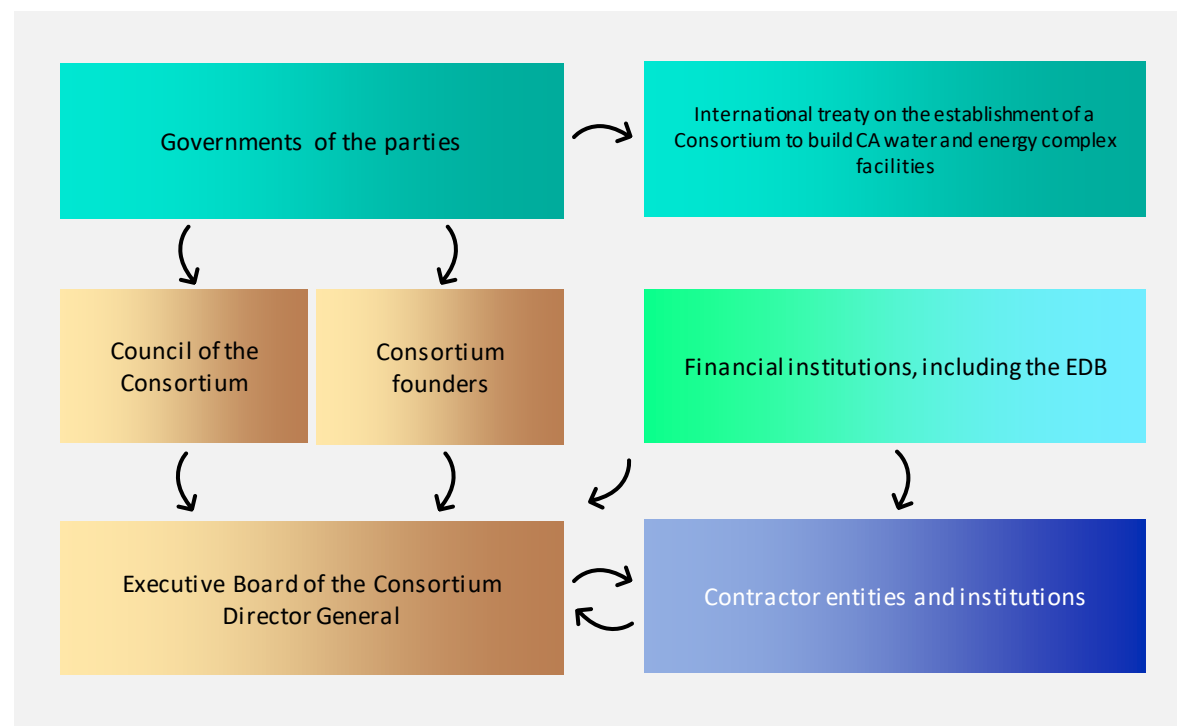 Governments of the parties
International treaty on the establishment of a
Consortium to build CA water and energy complex
facilities
Council of the
Consortium
Consortium
founders
Financial institutions, including the EDB
Executive Board of the Consortium
Director General
Contractor entities and institutions